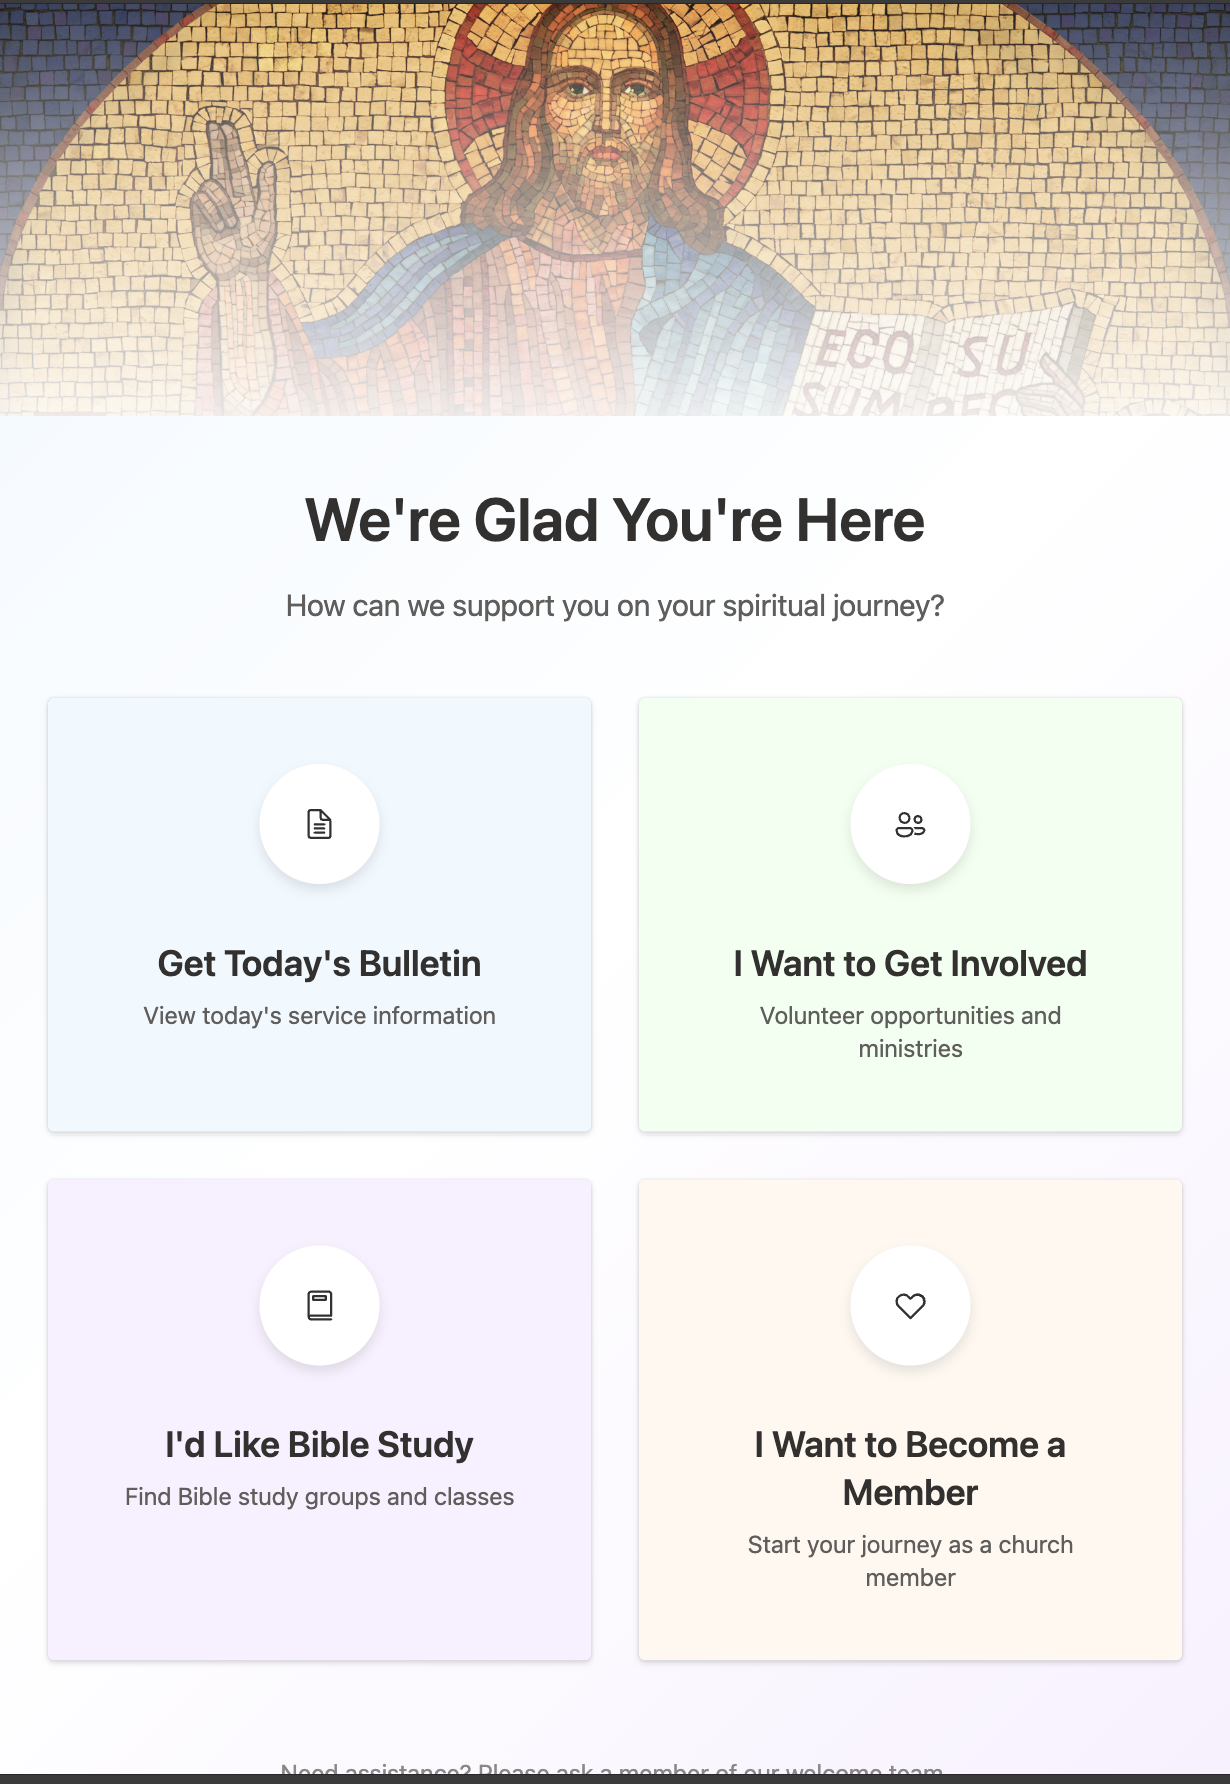 ECO SU
SUM DEC
We're Glad You're Here
How can we support you on your spiritual journey?
Get Today's Bulletin
View today's service information
I Want to Get Involved
Volunteer opportunities and
ministries
I'd Like Bible Study
Find Bible study groups and classes
I Want to Become a
Member
Start your journey as a church
member
Need assistance? Please ask a member of our welcome team